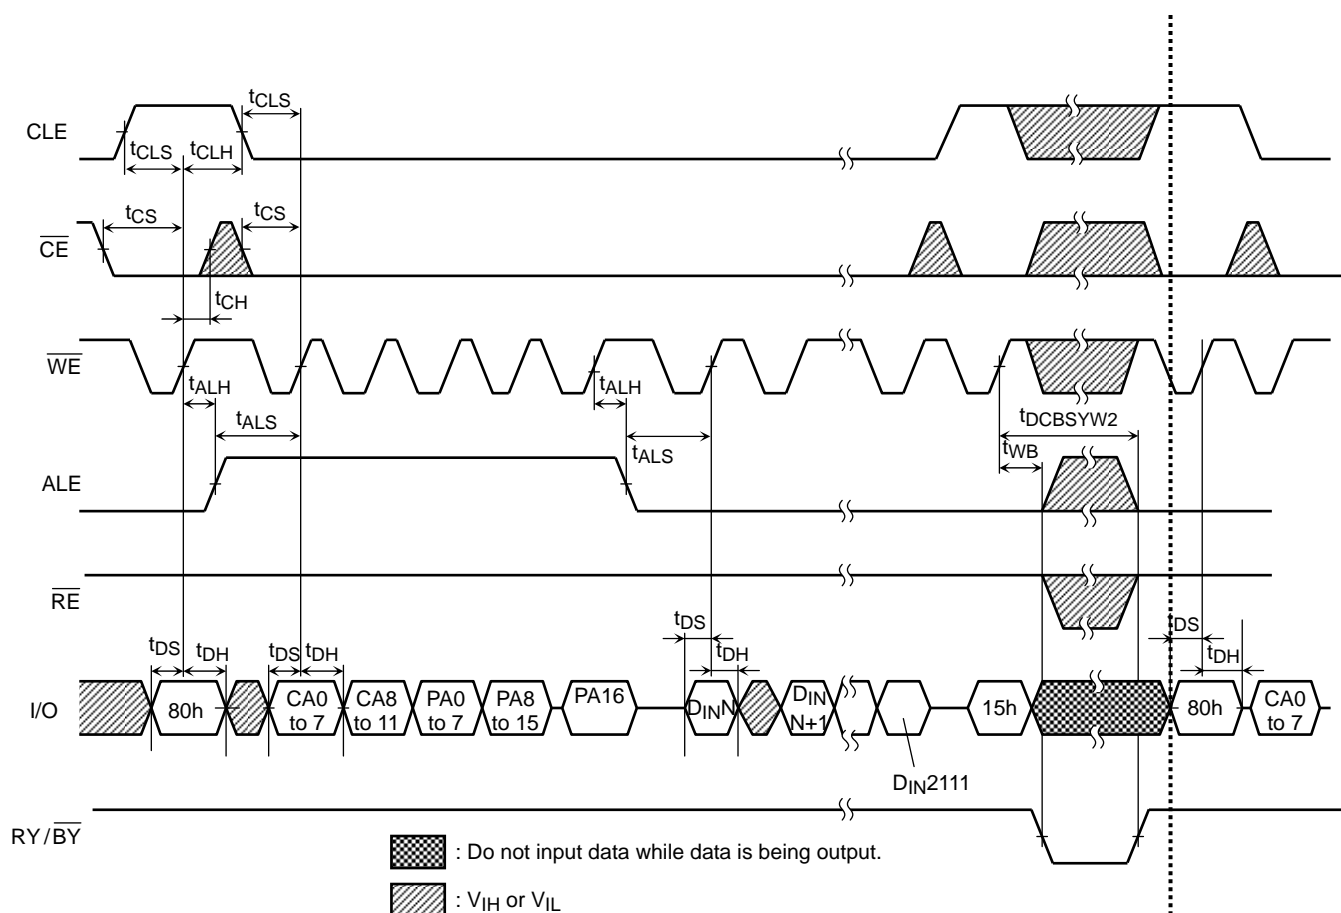 tCLS
CLE
tCLS tCLH
tCS tCS
CE
tCH
WE
tALH tALH
tALS tDCBSYW2
tALS tWB
ALE
RE
tDS tDH tDS tDH tDS tDH DS tDH
I/O 80h CA0 to 7 CA8 to 11 PA0 to 7 PA8 to 15 PA16 DINN DIN N+1 15h 80h CA0 to 7
DIN2111
RY/BY
: Do not input data while data is being output.
: VIH or VIL